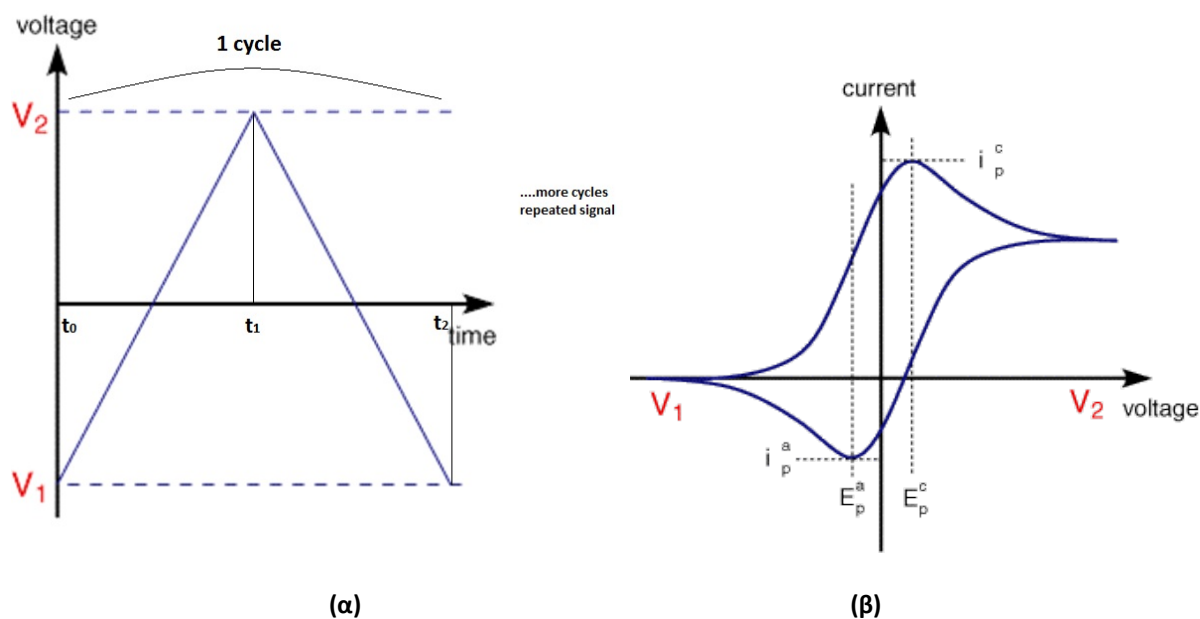 voltage
1 cycle
V₂
t₀
t₁
t₂
time
V₁
(α)
....more cycles
repeated signal
current
i p c
V₁
V₂
voltage
i p a
E p a
E p c
(β)